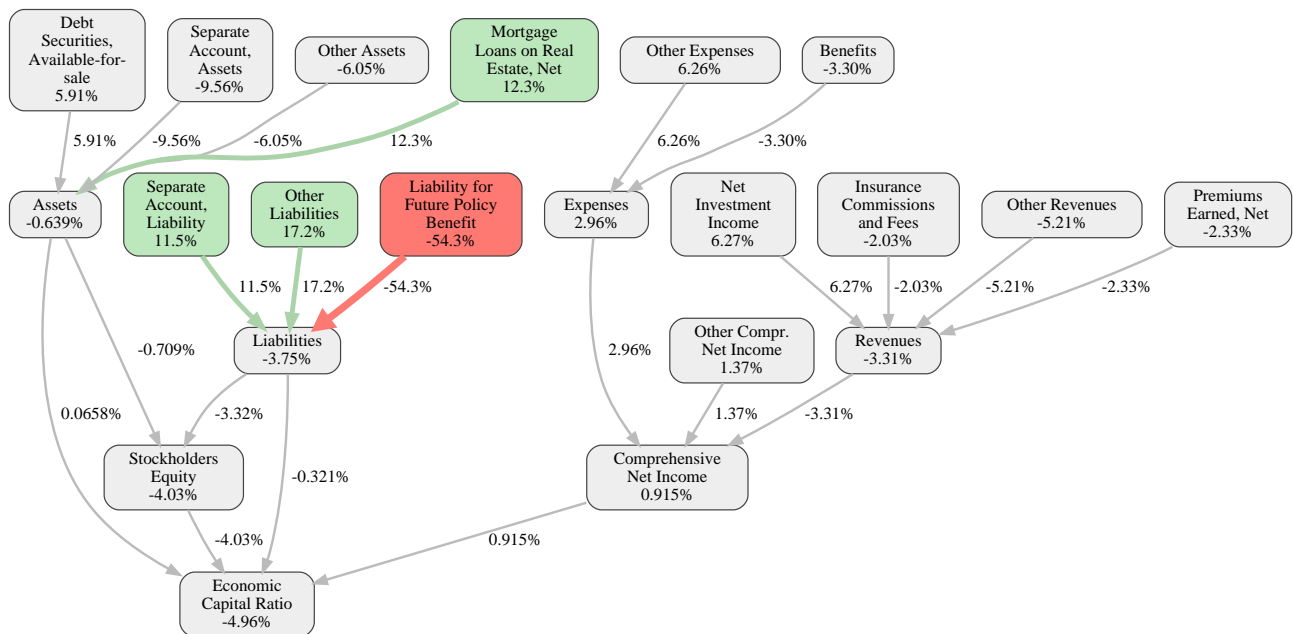 Debt
Securities,
Available-for-
sale
5.91%
Separate
Account,
Assets
-9.56%
Other Assets
-6.05%
Mortgage
Loans on Real
Estate, Net
12.3%
Other Expenses
6.26%
Benefits
-3.30%
5.91%
-9.56%
-6.05%
12.3%
6.26%
-3.30%
Assets
-0.639%
Separate
Account,
Liability
11.5%
Other
Liabilities
17.2%
Liability for
Future Policy
Benefit
-54.3%
Expenses
2.96%
Net
Investment
Income
6.27%
Insurance
Commissions
and Fees
-2.03%
Other Revenues
-5.21%
Premiums
Earned, Net
-2.33%
11.5%
17.2%
-54.3%
6.27%
-2.03%
-5.21%
-2.33%
-0.709%
Liabilities
-3.75%
2.96%
Other Compr.
Net Income
1.37%
Revenues
-3.31%
0.0658%
-3.32%
1.37%
-3.31%
Stockholders
Equity
-4.03%
-0.321%
Comprehensive
Net Income
0.915%
-4.03%
0.915%
Economic
Capital Ratio
-4.96%